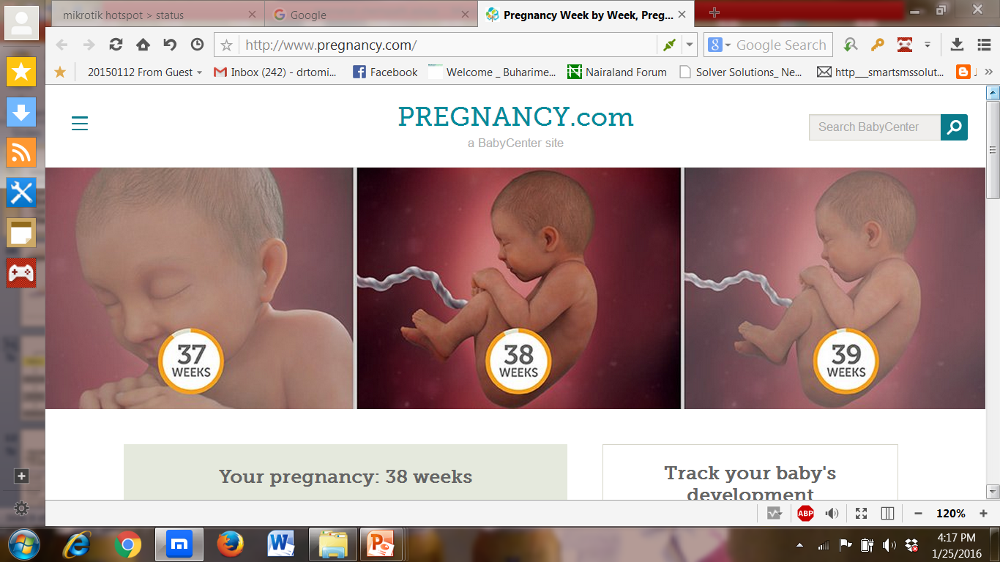 mikrotik hotspot > status
Google
Pregnancy Week by Week, Preg...
http://www.pregnancy.com/
Google Search
20150112 From Guest
Inbox (242) - drtomi...
Facebook
Welcome _ Buharime...
Nairaland Forum
Solver Solutions_ Ne...
http___smartsmssolut...
PREGNANCY.com
a BabyCenter site
Search BabyCenter
37
WEEKS
38
WEEKS
39
WEEKS
Your pregnancy: 38 weeks
Track your baby's
development
ABP
120%
4:17 PM
1/25/2016